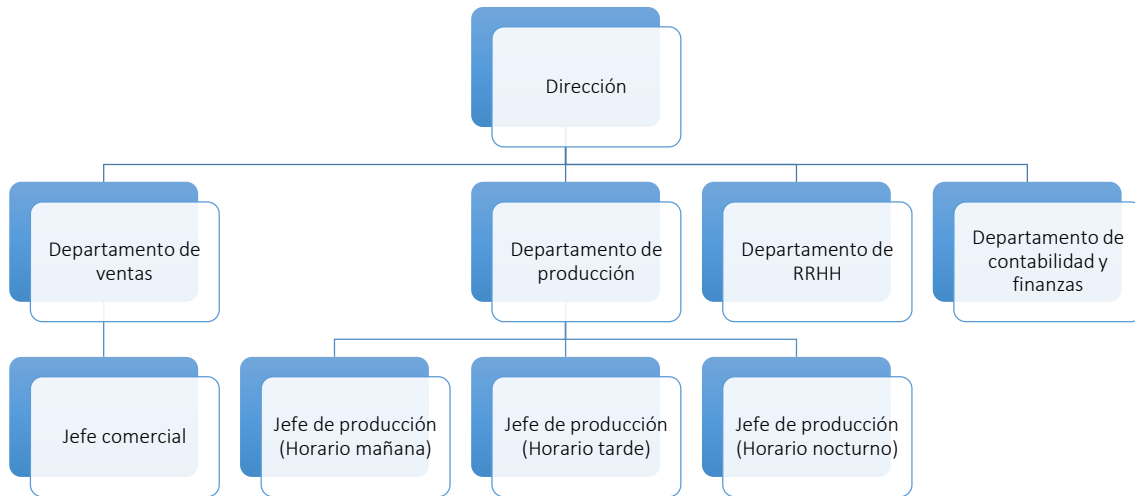 Dirección
Departamento de
ventas
Departamento de
producción
Departamento de
RRHH
Departamento de
contabilidad y
finanzas
Jefe comercial
Jefe de producción
(Horario mañana)
Jefe de producción
(Horario tarde)
Jefe de producción
(Horario nocturno)